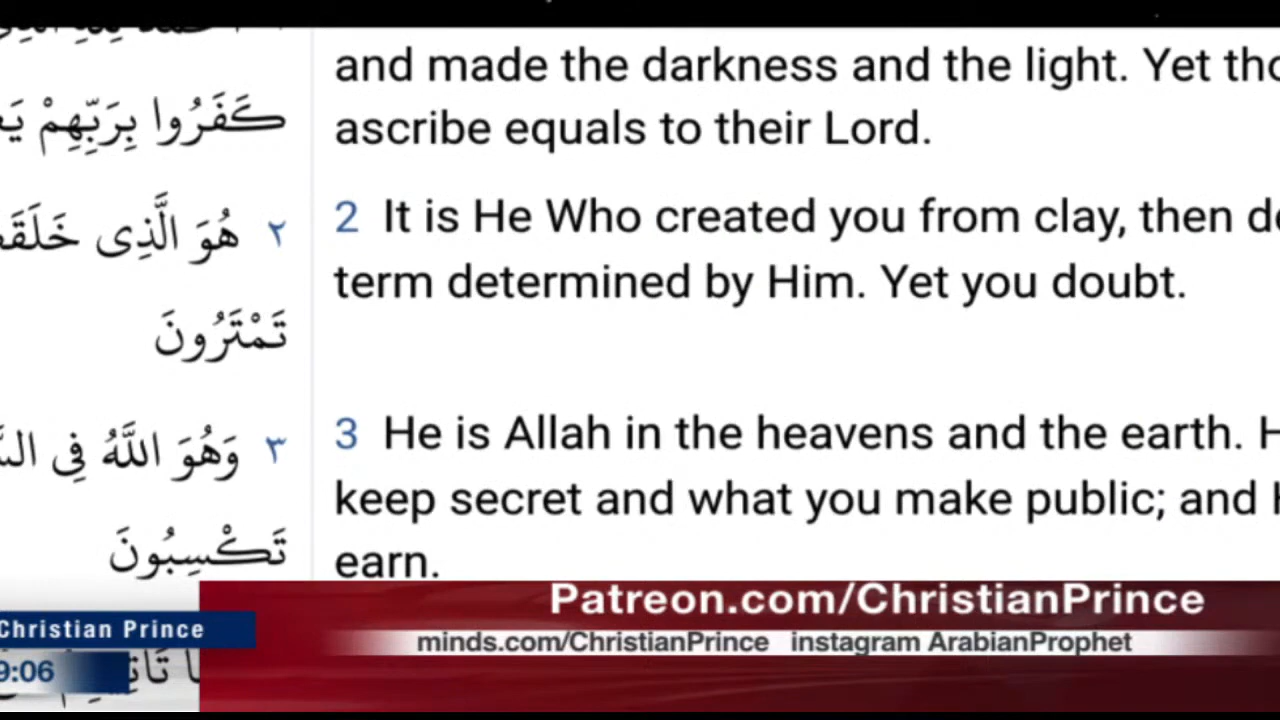 and made the darkness and the light. Yet
كَفَرُوا بِرَبِّهِمْ
ascribe equals to their Lord.
2 It is He Who created you from clay, then
٢ هُوَ الَّذِى
term determined by Him. Yet you doubt.
تَمْتَرُونَ
3 He is Allah in the heavens and the earth.
٣ وَهُوَ اللَّهُ فِى
keep secret and what you make public; and
تَكْسِبُونَ
earn.
Patreon.com/ChristianPrince
Christian Prince
minds.com/ChristianPrince instagram ArabianProphet
9:06